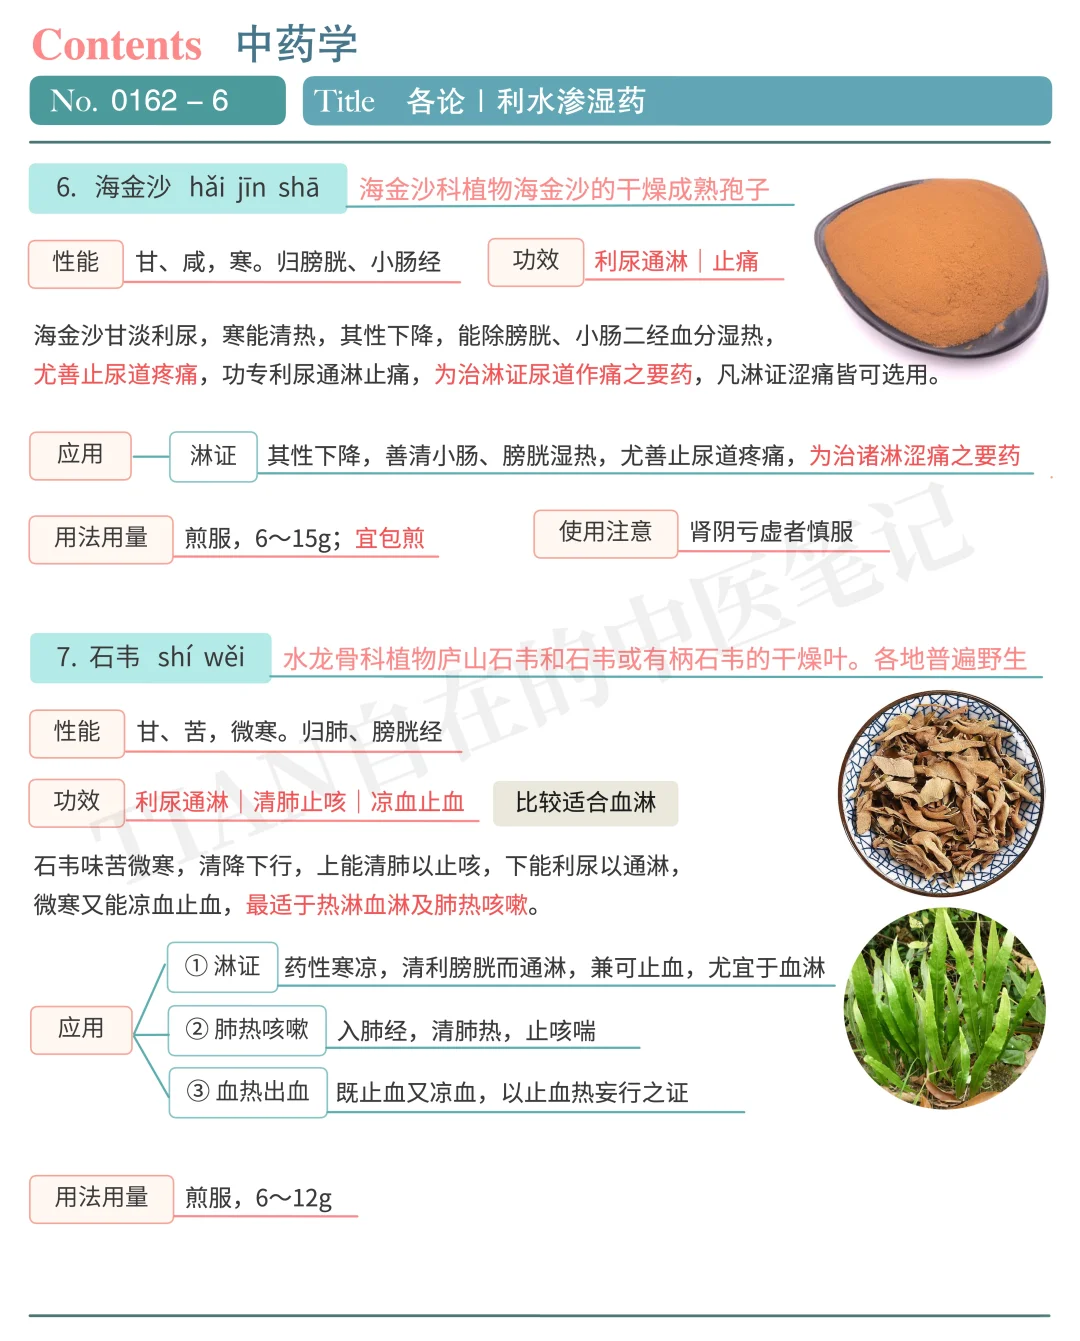 Contents 中药学
No. 0162 – 6
Title 各论 | 利水渗湿药
6. 海金沙 hǎi jīn shā
海金沙科植物海金沙的干燥成熟孢子
性能 甘、咸，寒。归膀胱、小肠经
功效 利尿通淋｜止痛
海金沙甘淡利尿，寒能清热，其性下降，能除膀胱、小肠二经血分湿热，
尤善止尿道疼痛，功专利尿通淋止痛，为治淋证尿道作痛之要药，凡淋证涩痛皆可选用。
应用 淋证 其性下降，善清小肠、膀胱湿热，尤善止尿道疼痛，为治诸淋涩痛之要药
用法用量 煎服，6～15g；宜包煎
使用注意 肾阴亏虚者慎服
7. 石韦 shí wěi
水龙骨科植物庐山石韦和石韦或有柄石韦的干燥叶。各地普遍野生
性能 甘、苦，微寒。归肺、膀胱经
功效 利尿通淋｜清肺止咳｜凉血止血
比较适合血淋
石韦味苦微寒，清降下行，上能清肺以止咳，下能利尿以通淋，
微寒又能凉血止血，最适于热淋血淋及肺热咳嗽。
应用
① 淋证 药性寒凉，清利膀胱而通淋，兼可止血，尤宜于血淋
② 肺热咳嗽 入肺经，清肺热，止咳喘
③ 血热出血 既止血又凉血，以止血热妄行之证
用法用量 煎服，6～12g
TIAN自在的中医笔记